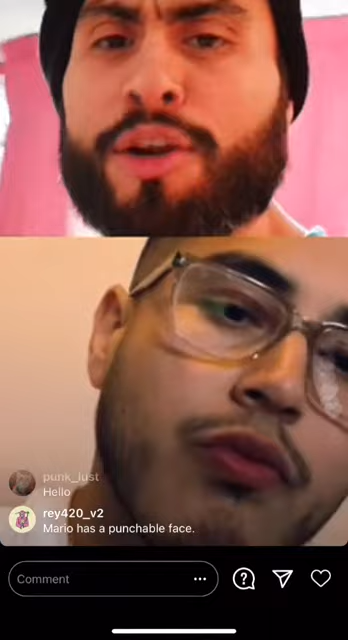 punk_lust
Hello
rey420_v2
Mario has a punchable face.
Comment